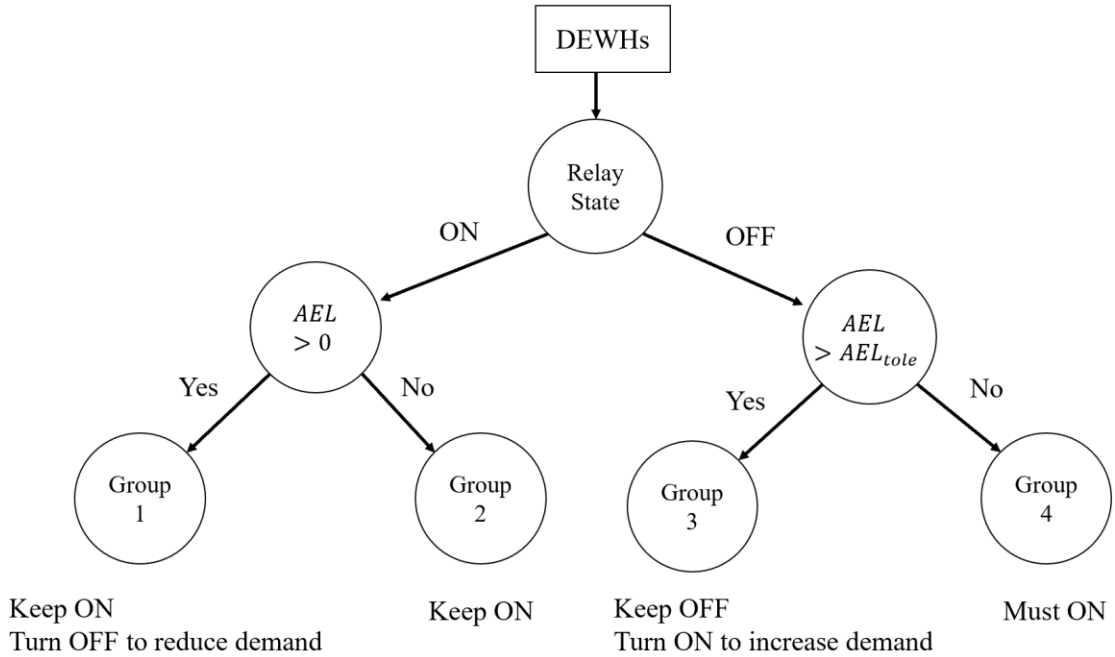 DEWHs
Relay
State
ON
OFF
AEL
> 0
AEL
> AEL_tole
Yes
No
Yes
No
Group
1
Group
2
Group
3
Group
4
Keep ON
Turn OFF to reduce demand
Keep ON
Keep OFF
Turn ON to increase demand
Must ON